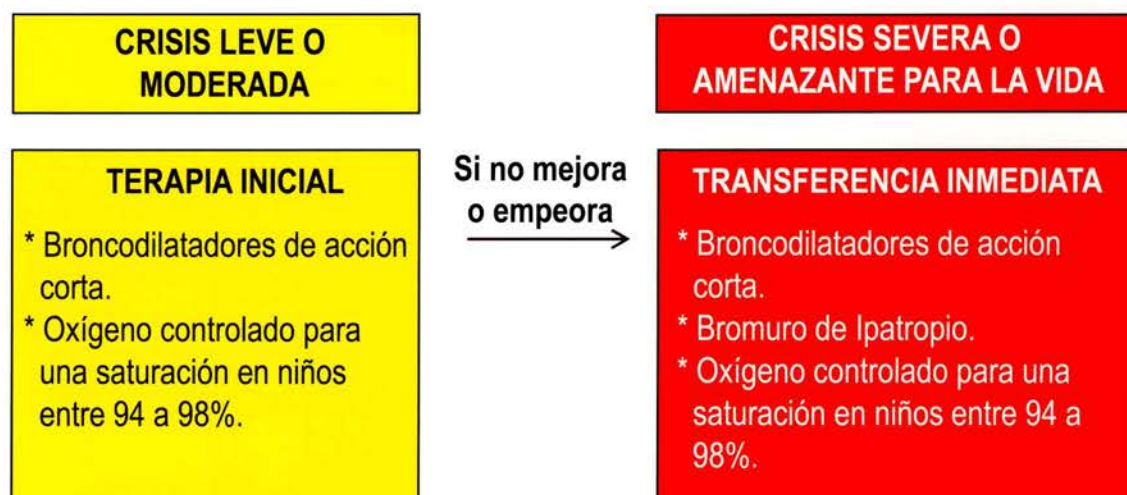 CRISIS LEVE O
MODERADA
TERAPIA INICIAL
* Broncodilatadores de acción
corta.
* Oxígeno controlado para
una saturación en niños
entre 94 a 98%.
Si no mejora
o empeora
CRISIS SEVERA O
AMENAZANTE PARA LA VIDA
TRANSFERENCIA INMEDIATA
* Broncodilatadores de acción
corta.
* Bromuro de Ipatropio.
* Oxígeno controlado para una
saturación en niños entre 94 a
98%.